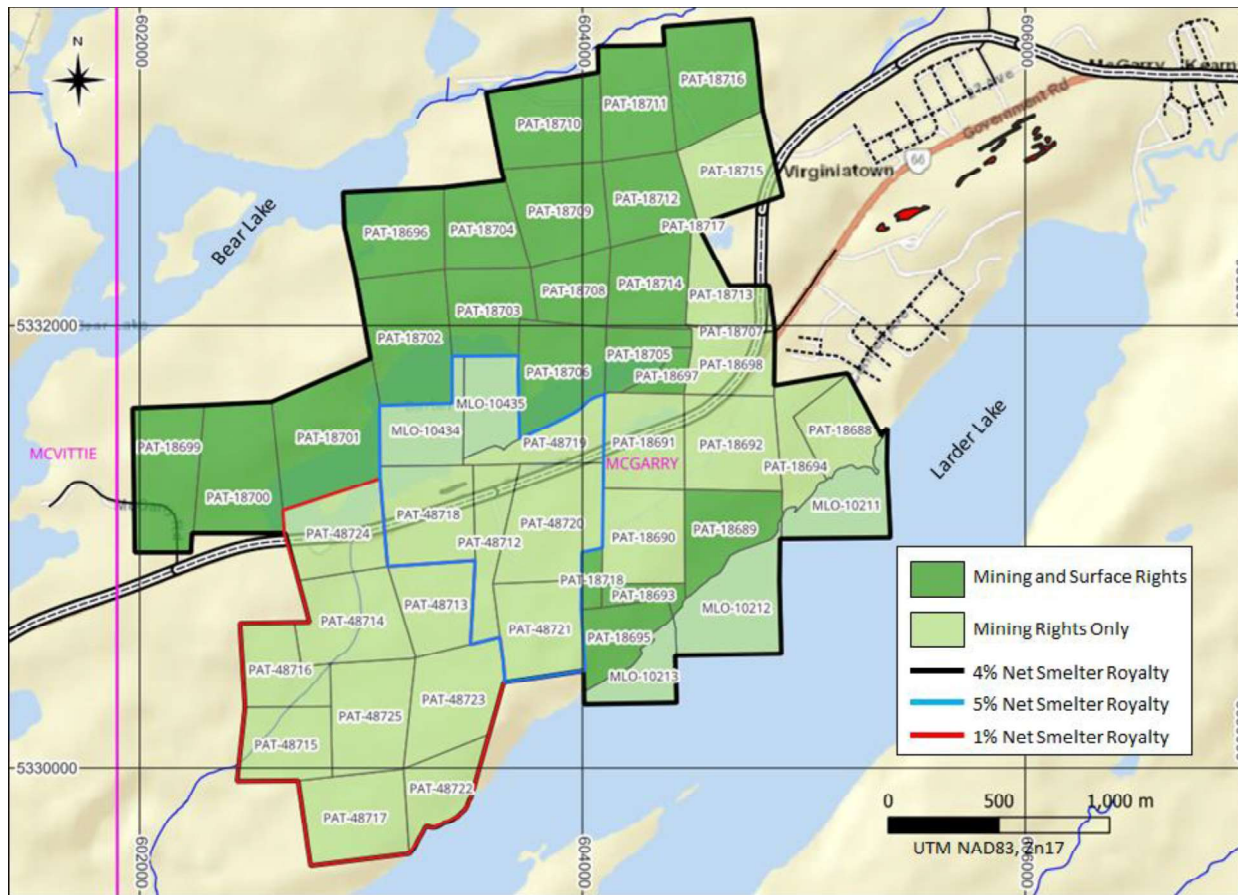 602000
604000
606000
N
McGarry
Kearn
Government Rd
PAT-18716
PAT-18711
PAT-18710
PAT-18715
Virginiatown
66
PAT-18712
PAT-18709
PAT-18717
PAT-18704
PAT-18696
Bear Lake
PAT-18714
PAT-18708
PAT-18713
PAT-18703
5332000
PAT-18707
PAT-18702
PAT-18705
PAT-18698
PAT-18706
PAT-18697
MLO-10435
MLO-10434
PAT-48719
PAT-18701
PAT-18699
PAT-18691
PAT-18692
PAT-18688
Larder Lake
MCVITTIE
MCGARRY
PAT-18694
PAT-18700
MLO-10211
PAT-48718
PAT-48720
PAT-18689
PAT-48724
PAT-48712
PAT-18690
PAT-18718
PAT-18693
PAT-48713
MLO-10212
PAT-48714
PAT-48721
PAT-18695
PAT-48716
MLO-10213
PAT-48723
PAT-48725
PAT-48715
5330000
PAT-48722
PAT-48717
Mining and Surface Rights
Mining Rights Only
4% Net Smelter Royalty
5% Net Smelter Royalty
1% Net Smelter Royalty
0 500 1,000 m
UTM NAD83, Zn17
602000
604000